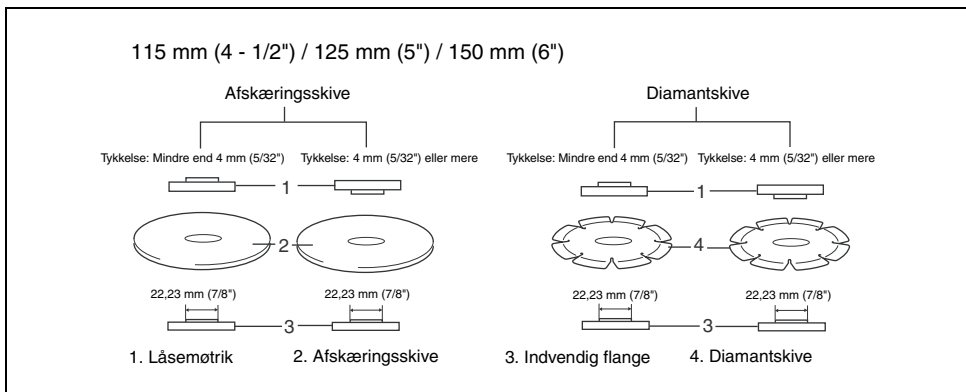 115 mm (4 - 1/2") / 125 mm (5") / 150 mm (6")
Afskæringsskive Diamantskive
Tykkelse: Mindre end 4 mm (5/32") Tykkelse: 4 mm (5/32") eller mere Tykkelse: Mindre end 4 mm (5/32") Tykkelse: 4 mm (5/32") eller mere
1 1
2 4
22,23 mm (7/8") 22,23 mm (7/8") 22,23 mm (7/8") 22,23 mm (7/8")
3 3
1. Låsemøtrik 2. Afskæringsskive 3. Indvendig flange 4. Diamantskive